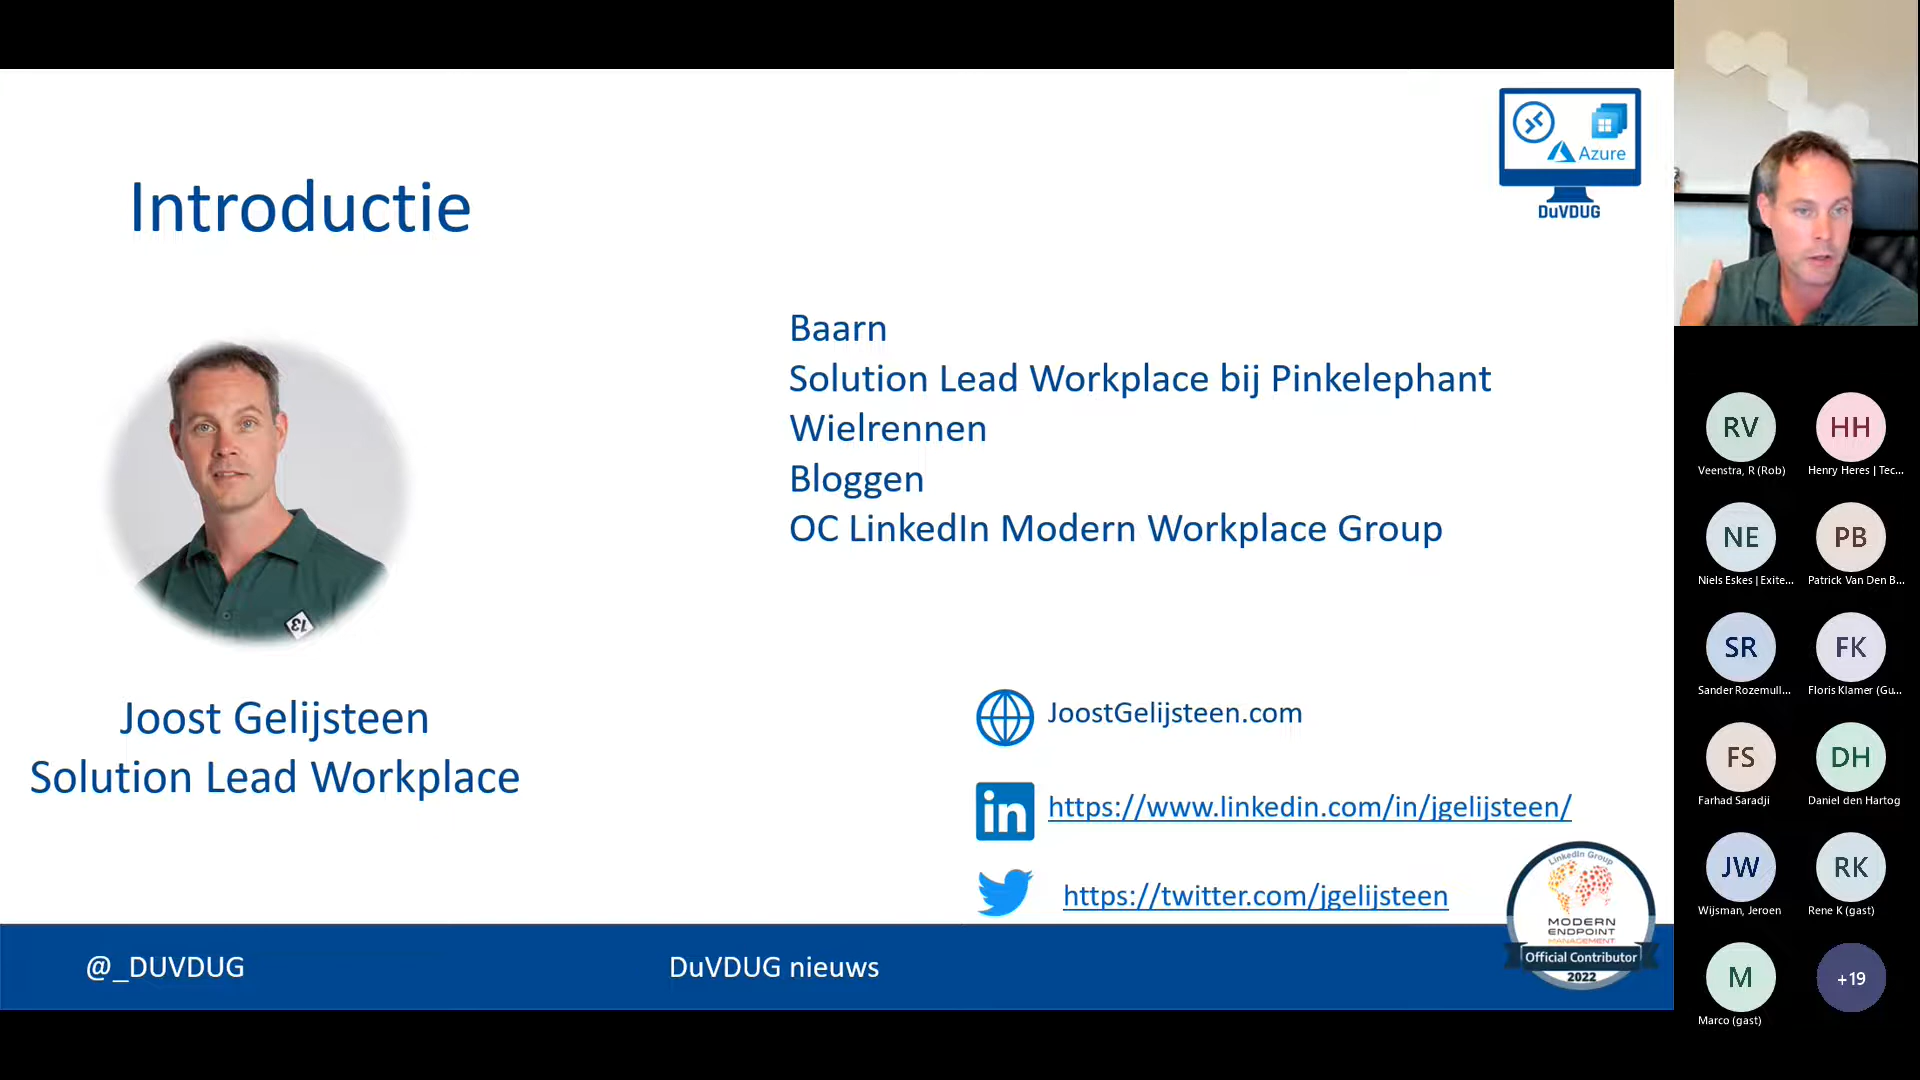 Azure
DuVDUG
Introductie
Baarn
Solution Lead Workplace bij Pinkelephant
Wielrennen
Bloggen
OC LinkedIn Modern Workplace Group
Joost Gelijsteen
Solution Lead Workplace
JoostGelijsteen.com
in
https://www.linkedin.com/in/jgelijsteen/
https://twitter.com/jgelijsteen
LinkedIn Group
MODERN
ENDPOINT
MANAGEMENT
Official Contributor
2022
@_DUVDUG
DuVDUG nieuws
RV
HH
Veenstra, R (Rob)
Henry Heres | Tec...
NE
PB
Niels Eskes | Exite...
Patrick Van Den B...
SR
FK
Sander Rozemull...
Floris Klamer (Gu...
FS
DH
Farhad Saradji
Daniel den Hartog
JW
RK
Wijsman, Jeroen
Rene K (gast)
M
+19
Marco (gast)